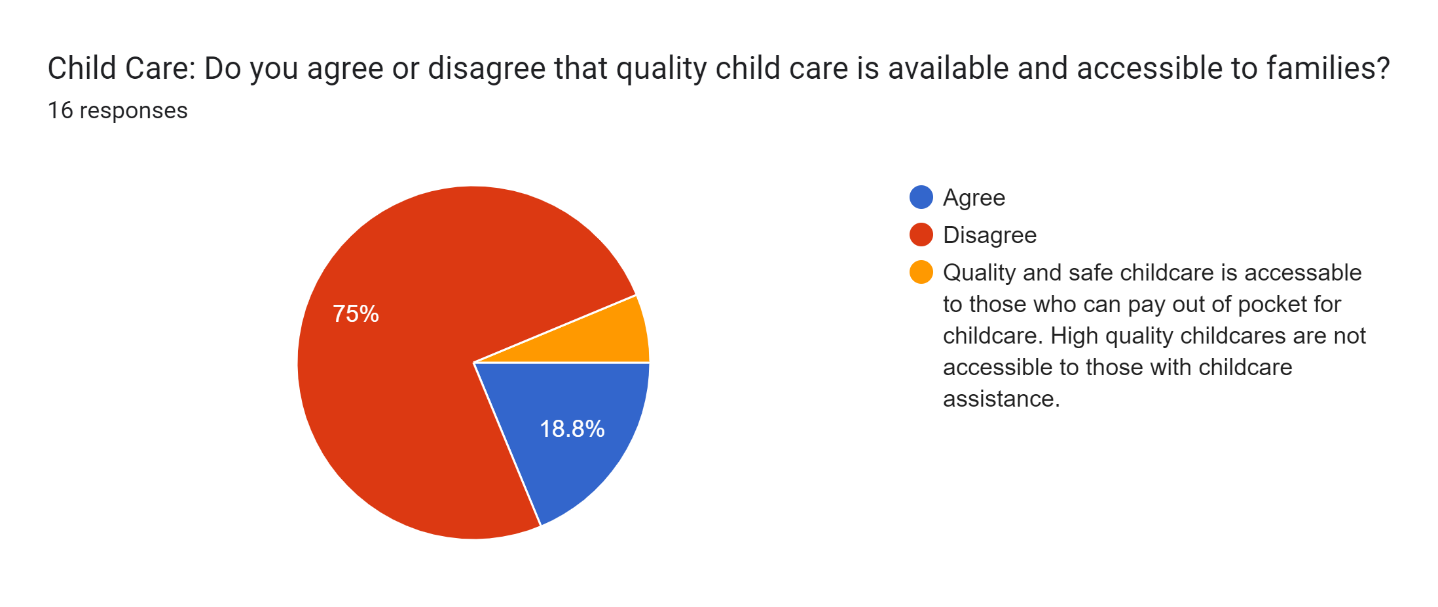 Child Care: Do you agree or disagree that quality child care is available and accessible to families?
16 responses
75%
18.8%
Agree
Disagree
Quality and safe childcare is accessable
to those who can pay out of pocket for
childcare. High quality childcares are not
accessible to those with childcare
assistance.